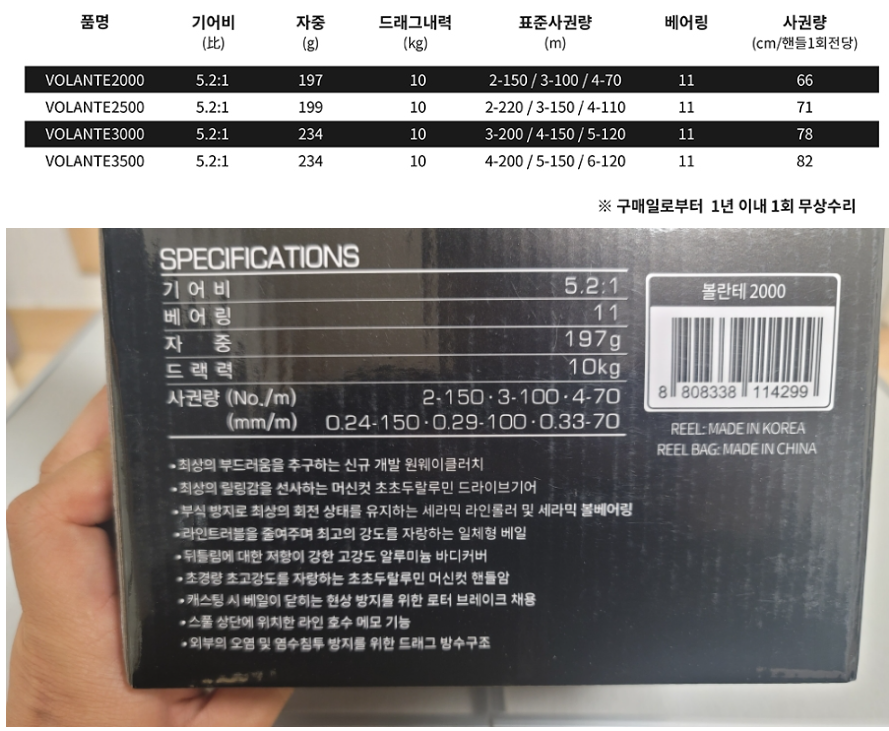 품명 기어비 자중 드래그내력 표준사권량 베어링 사권량
(比) (g) (kg) (m) (cm/핸들1회전당)
VOLANTE2000 5.2:1 197 10 2-150 / 3-100 / 4-70 11 66
VOLANTE2500 5.2:1 199 10 2-220 / 3-150 / 4-110 11 71
VOLANTE3000 5.2:1 234 10 3-200 / 4-150 / 5-120 11 78
VOLANTE3500 5.2:1 234 10 4-200 / 5-150 / 6-120 11 82
※ 구매일로부터 1년 이내 1회 무상수리
SPECIFICATIONS
기어비 5.2:1
베어링 11
자 중 197g
드랙력 10kg
사권량 (No./m) 2-150·3-100·4-70
(mm/m) 0.24-150·0.29-100·0.33-70
볼란테 2000
8 808338 114299
REEL: MADE IN KOREA
REEL BAG: MADE IN CHINA
•최상의 부드러움을 추구하는 신규 개발 원웨이클러치
•최상의 릴링감을 선사하는 머신컷 초초두랄루민 드라이브기어
•부식 방지로 최상의 회전 상태를 유지하는 세라믹 라인롤러 및 세라믹 볼베어링
•라인트러블을 줄여주며 최고의 강도를 자랑하는 일체형 베일
•뒤틀림에 대한 저항이 강한 고강도 알루미늄 바디커버
•초경량 초고강도를 자랑하는 초초두랄루민 머신컷 핸들암
•캐스팅 시 베일이 닫히는 현상 방지를 위한 로터 브레이크 채용
•스풀 상단에 위치한 라인 호수 메모 기능
•외부의 오염 및 염수침투 방지를 위한 드래그 방수구조